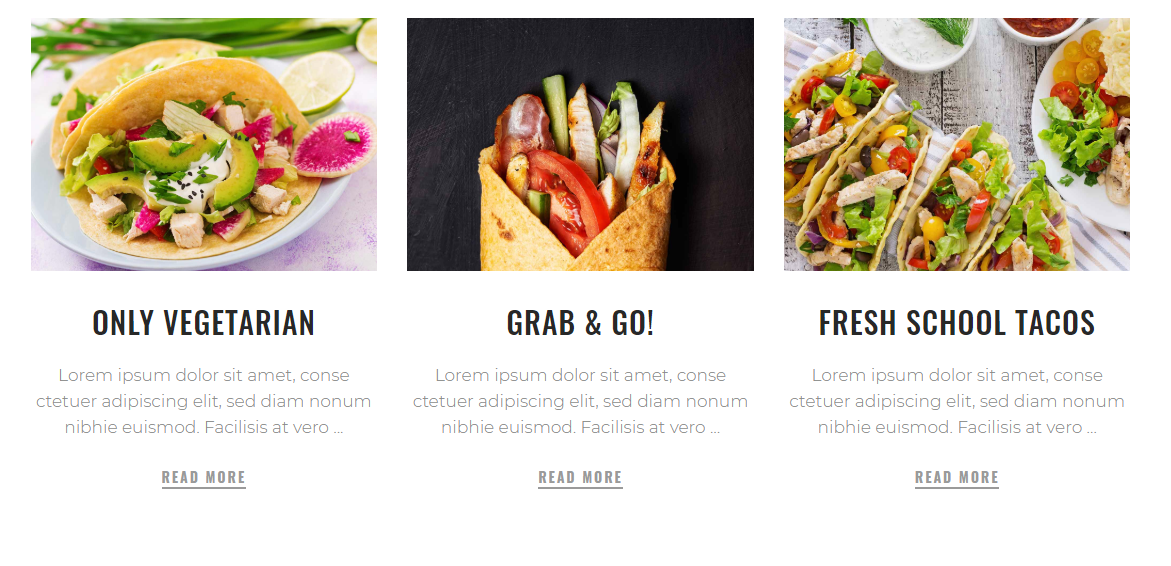 ONLY VEGETARIAN
Lorem ipsum dolor sit amet, conse
ctetuer adipiscing elit, sed diam nonum
nibhie euismod. Facilisis at vero ...
READ MORE
GRAB & GO!
Lorem ipsum dolor sit amet, conse
ctetuer adipiscing elit, sed diam nonum
nibhie euismod. Facilisis at vero ...
READ MORE
FRESH SCHOOL TACOS
Lorem ipsum dolor sit amet, conse
ctetuer adipiscing elit, sed diam nonum
nibhie euismod. Facilisis at vero ...
READ MORE